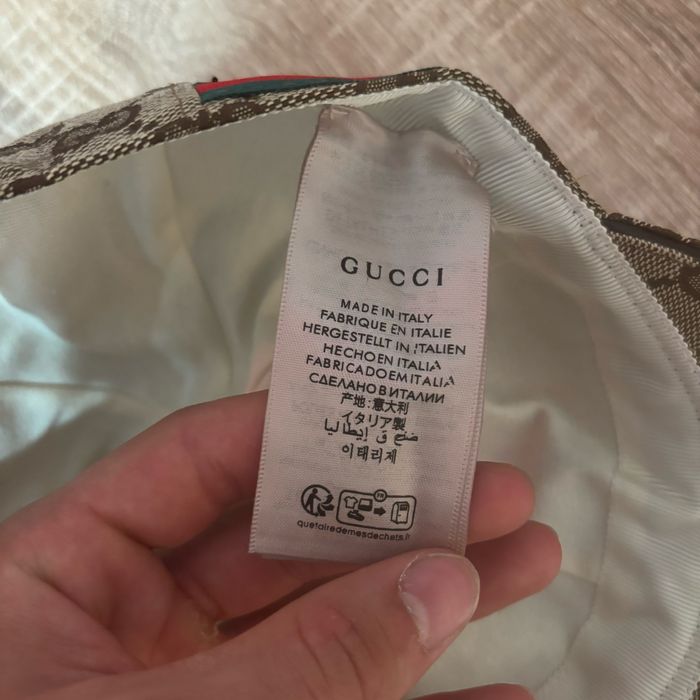 GUCCI
MADE IN ITALY
FABRIQUE EN ITALIE
HERGESTELLT IN ITALIEN
HECHO EN ITALIA
FABRICADO EM ITALIA
СДЕЛАНО В ИТАЛИИ
产地:意大利
イタリア製
صنع ق إيطاليا
이태리제
FR
quefairedemesdechets.fr